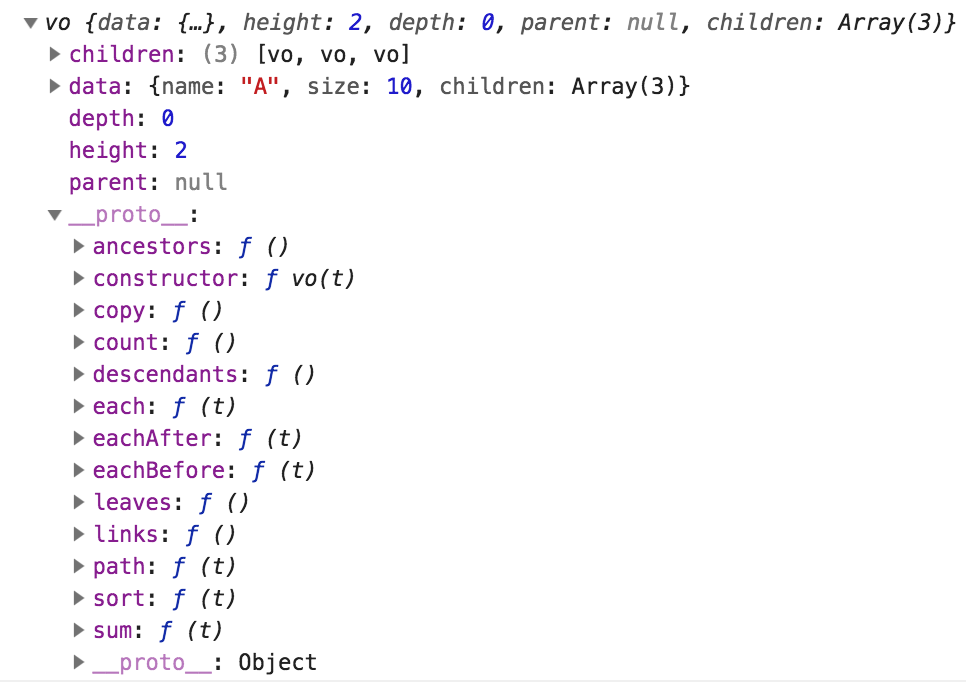 ▼ vo {data: {…}, height: 2, depth: 0, parent: null, children: Array(3)}
▶ children: (3) [vo, vo, vo]
▶ data: {name: "A", size: 10, children: Array(3)}
depth: 0
height: 2
parent: null
▼ __proto__:
▶ ancestors: ƒ ()
▶ constructor: ƒ vo(t)
▶ copy: ƒ ()
▶ count: ƒ ()
▶ descendants: ƒ ()
▶ each: ƒ (t)
▶ eachAfter: ƒ (t)
▶ eachBefore: ƒ (t)
▶ leaves: ƒ ()
▶ links: ƒ ()
▶ path: ƒ (t)
▶ sort: ƒ (t)
▶ sum: ƒ (t)
▶ __proto__: Object